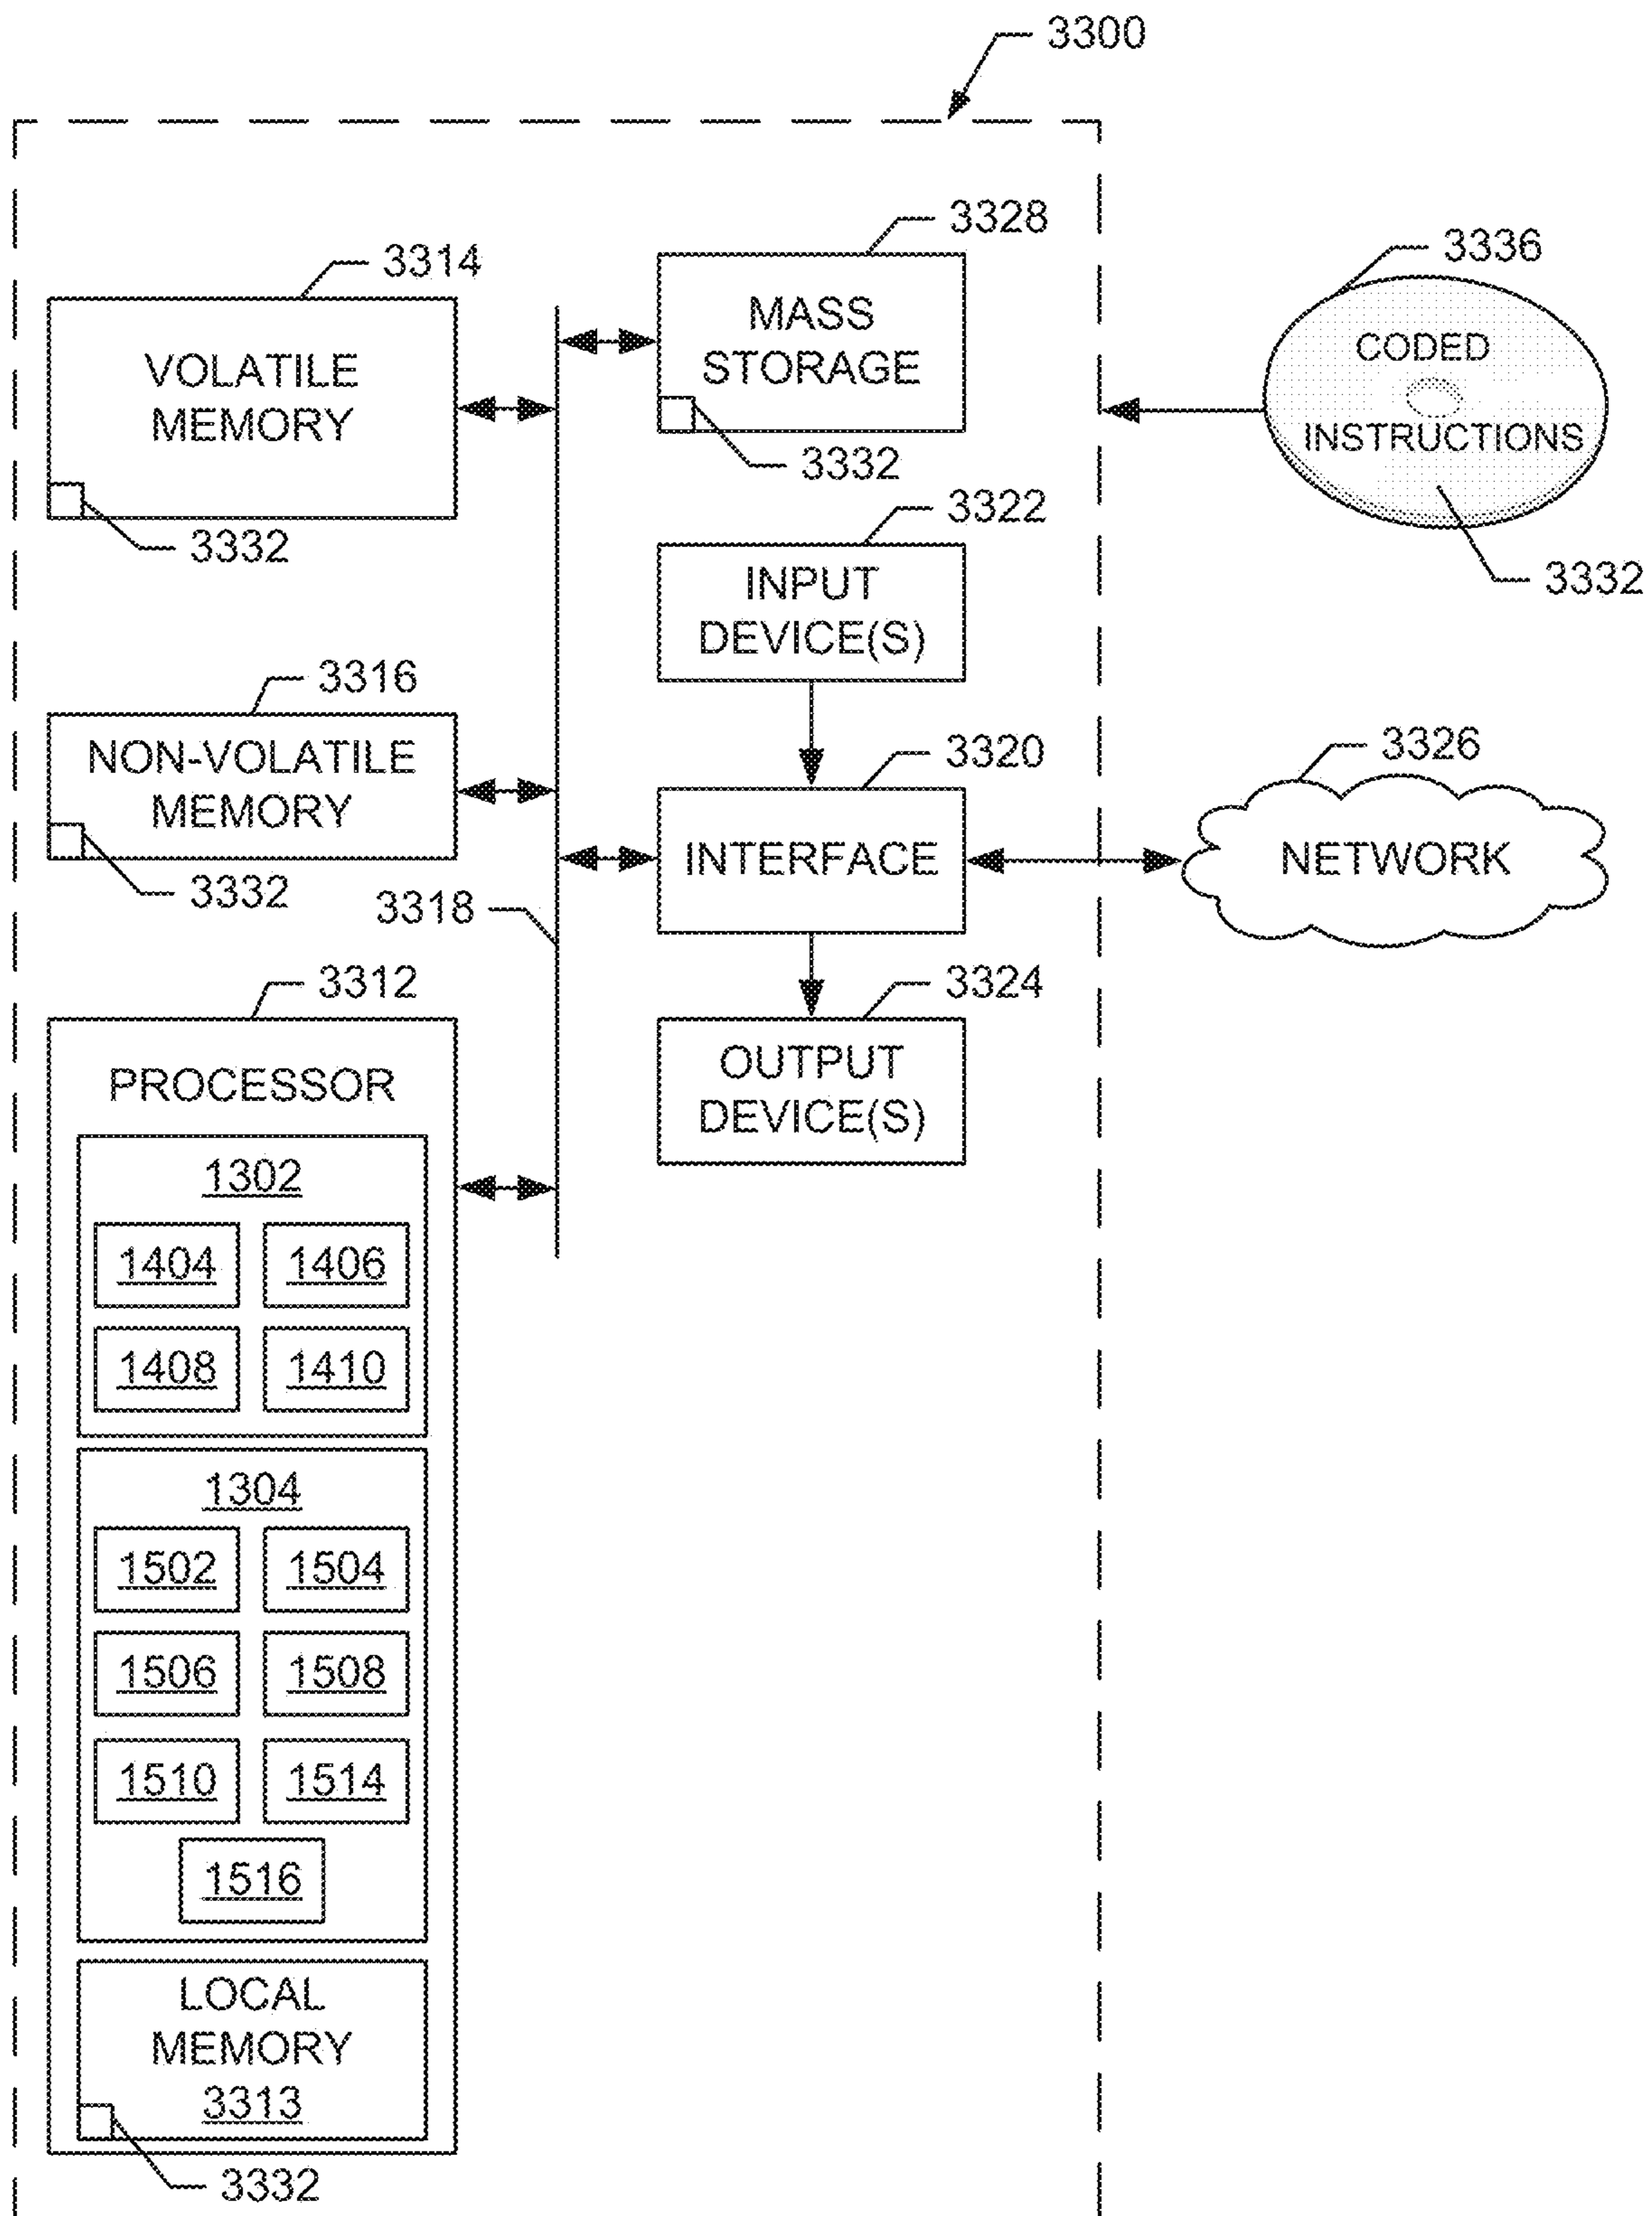 3300
3314
VOLATILE
MEMORY
3332
3328
MASS
STORAGE
3332
3336
CODED
INSTRUCTIONS
3332
3322
INPUT
DEVICE(S)
3316
NON-VOLATILE
MEMORY
3332
3318
3320
INTERFACE
3326
NETWORK
3312
PROCESSOR
3324
OUTPUT
DEVICE(S)
1302
1404 1406
1408 1410
1304
1502 1504
1506 1508
1510 1514
1516
LOCAL
MEMORY
3313
3332